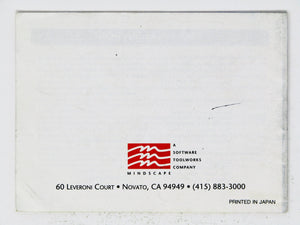 A
SOFTWARE
TOOLWORKS
COMPANY
MINDSCAPE
60 LEVERONI COURT • NOVATO, CA 94949 • (415) 883-3000
PRINTED IN JAPAN